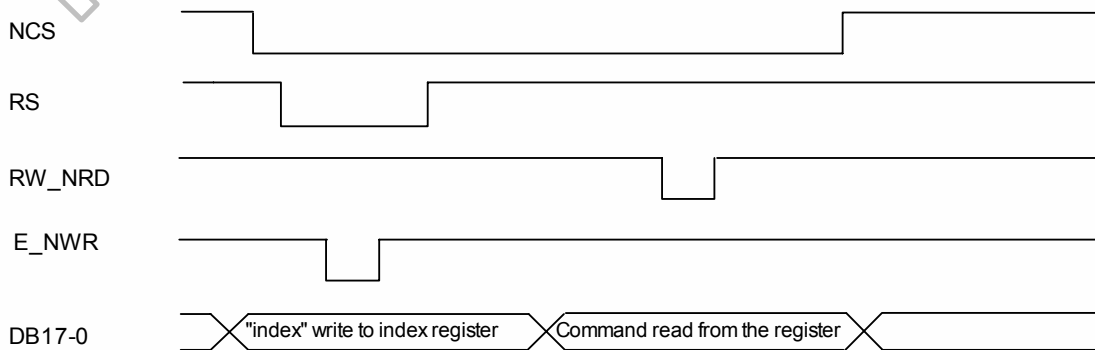 NCS
RS
RW_NRD
E_NWR
DB17-0 "index" write to index register Command read from the register